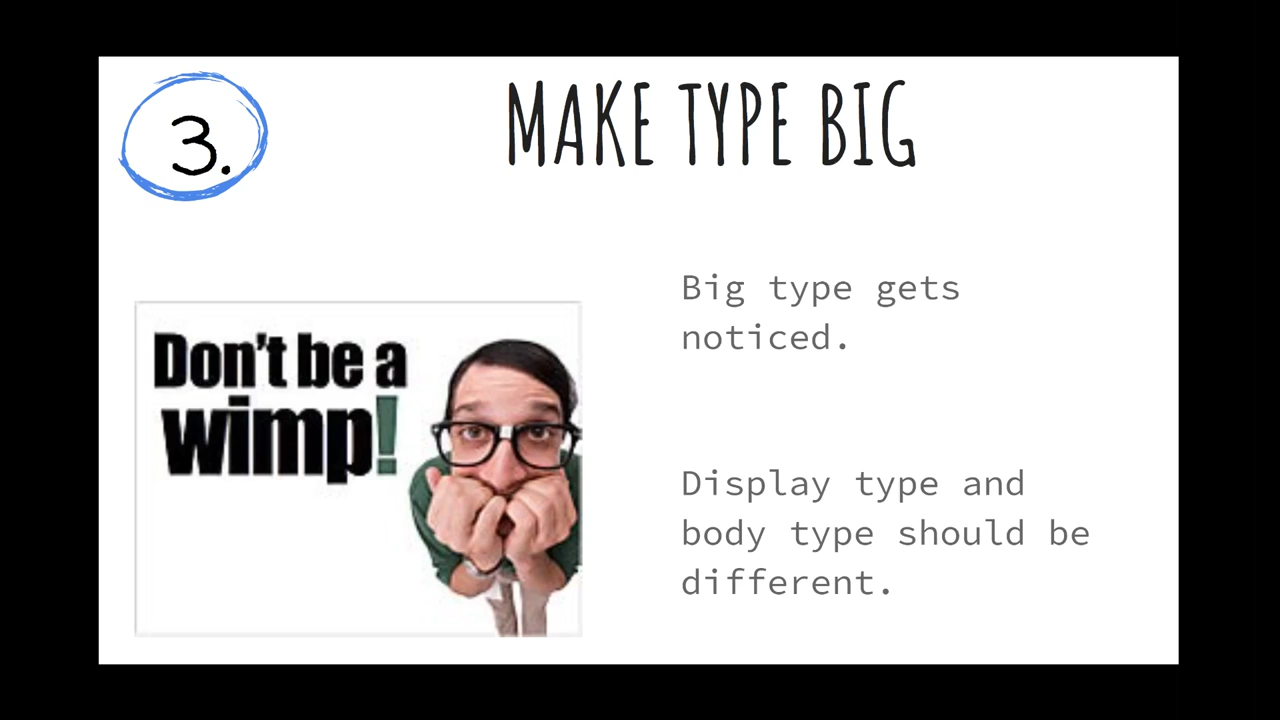 3.
MAKE TYPE BIG
Don't be a
wimp!
Big type gets
noticed.
Display type and
body type should be
different.